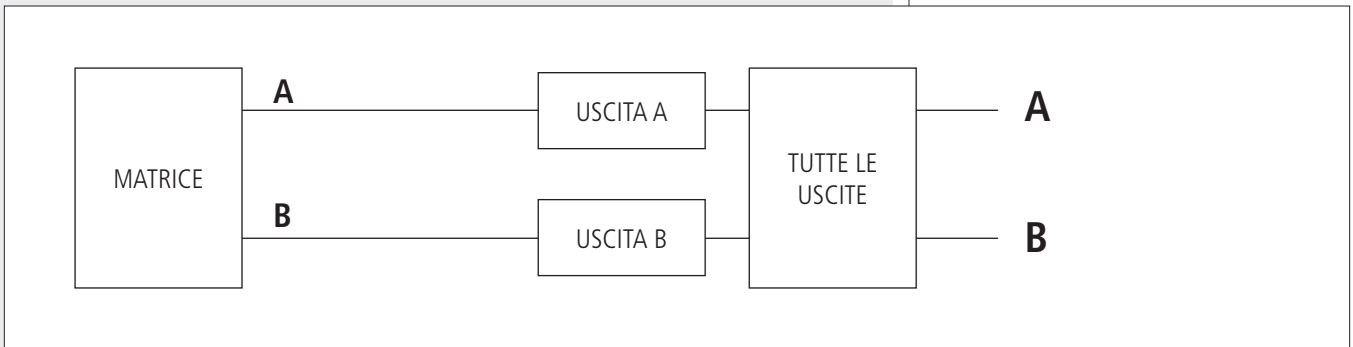 MATRICE
A
B
USCITA A
USCITA B
TUTTE LE
USCITE
A
B